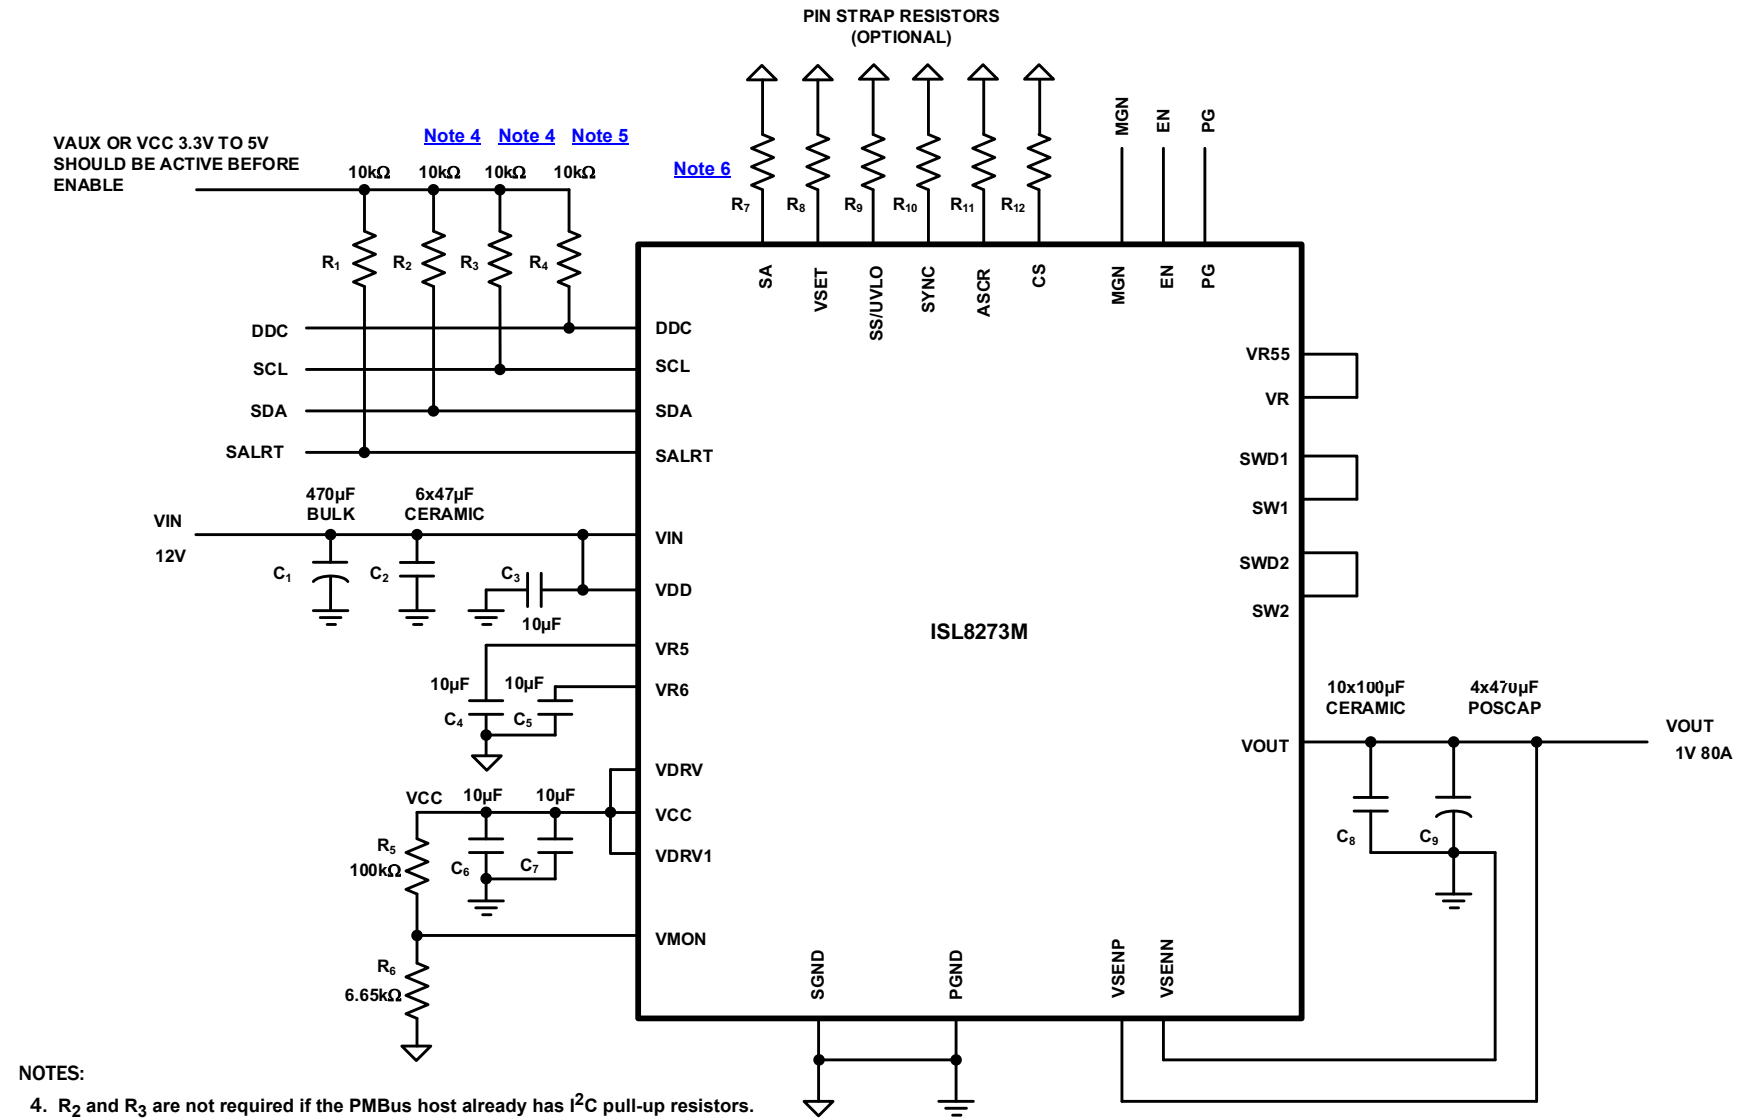 PIN STRAP RESISTORS
(OPTIONAL)
VAUX OR VCC 3.3V TO 5V
SHOULD BE ACTIVE BEFORE
ENABLE
Note 4 Note 4 Note 5
10kΩ 10kΩ 10kΩ 10kΩ
Note 6
R7 R8 R9 R10 R11 R12
MGN EN PG
R1 R2 R3 R4
SA VSET SS/UVLO SYNC ASCR CS MGN EN PG
DDC DDC
SCL SCL
SDA SDA
SALRT SALRT
VR55
VR
SWD1
SW1
SWD2
SW2
470µF
BULK
6x47µF
CERAMIC
VIN
12V
VIN
C1 C2 C3
10µF
VDD
ISL8273M
VR5
10µF 10µF
VR6
C4 C5
VDRV
VCC 10µF 10µF
VCC
R5
100kΩ
C6 C7
VDRV1
VMON
R6
6.65kΩ
10x100µF
CERAMIC
4x470µF
POSCAP
VOUT
VOUT
1V 80A
C8 C9
SGND PGND VSENP VSENN
NOTES:
4. R2 and R3 are not required if the PMBus host already has I2C pull-up resistors.